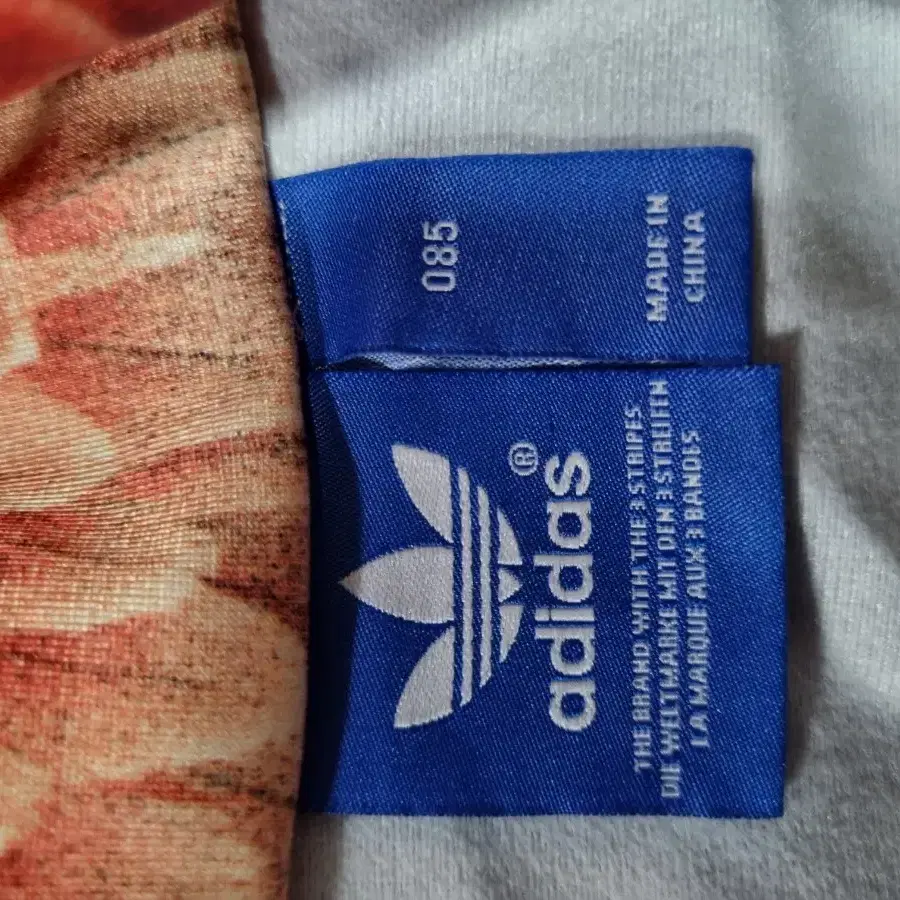 085
MADE IN
CHINA
®
adidas
THE BRAND WITH THE 3 STRIPES
DIE WELTMARKE MIT DEN 3 STREIFEN
LA MARQUE AUX 3 BANDES